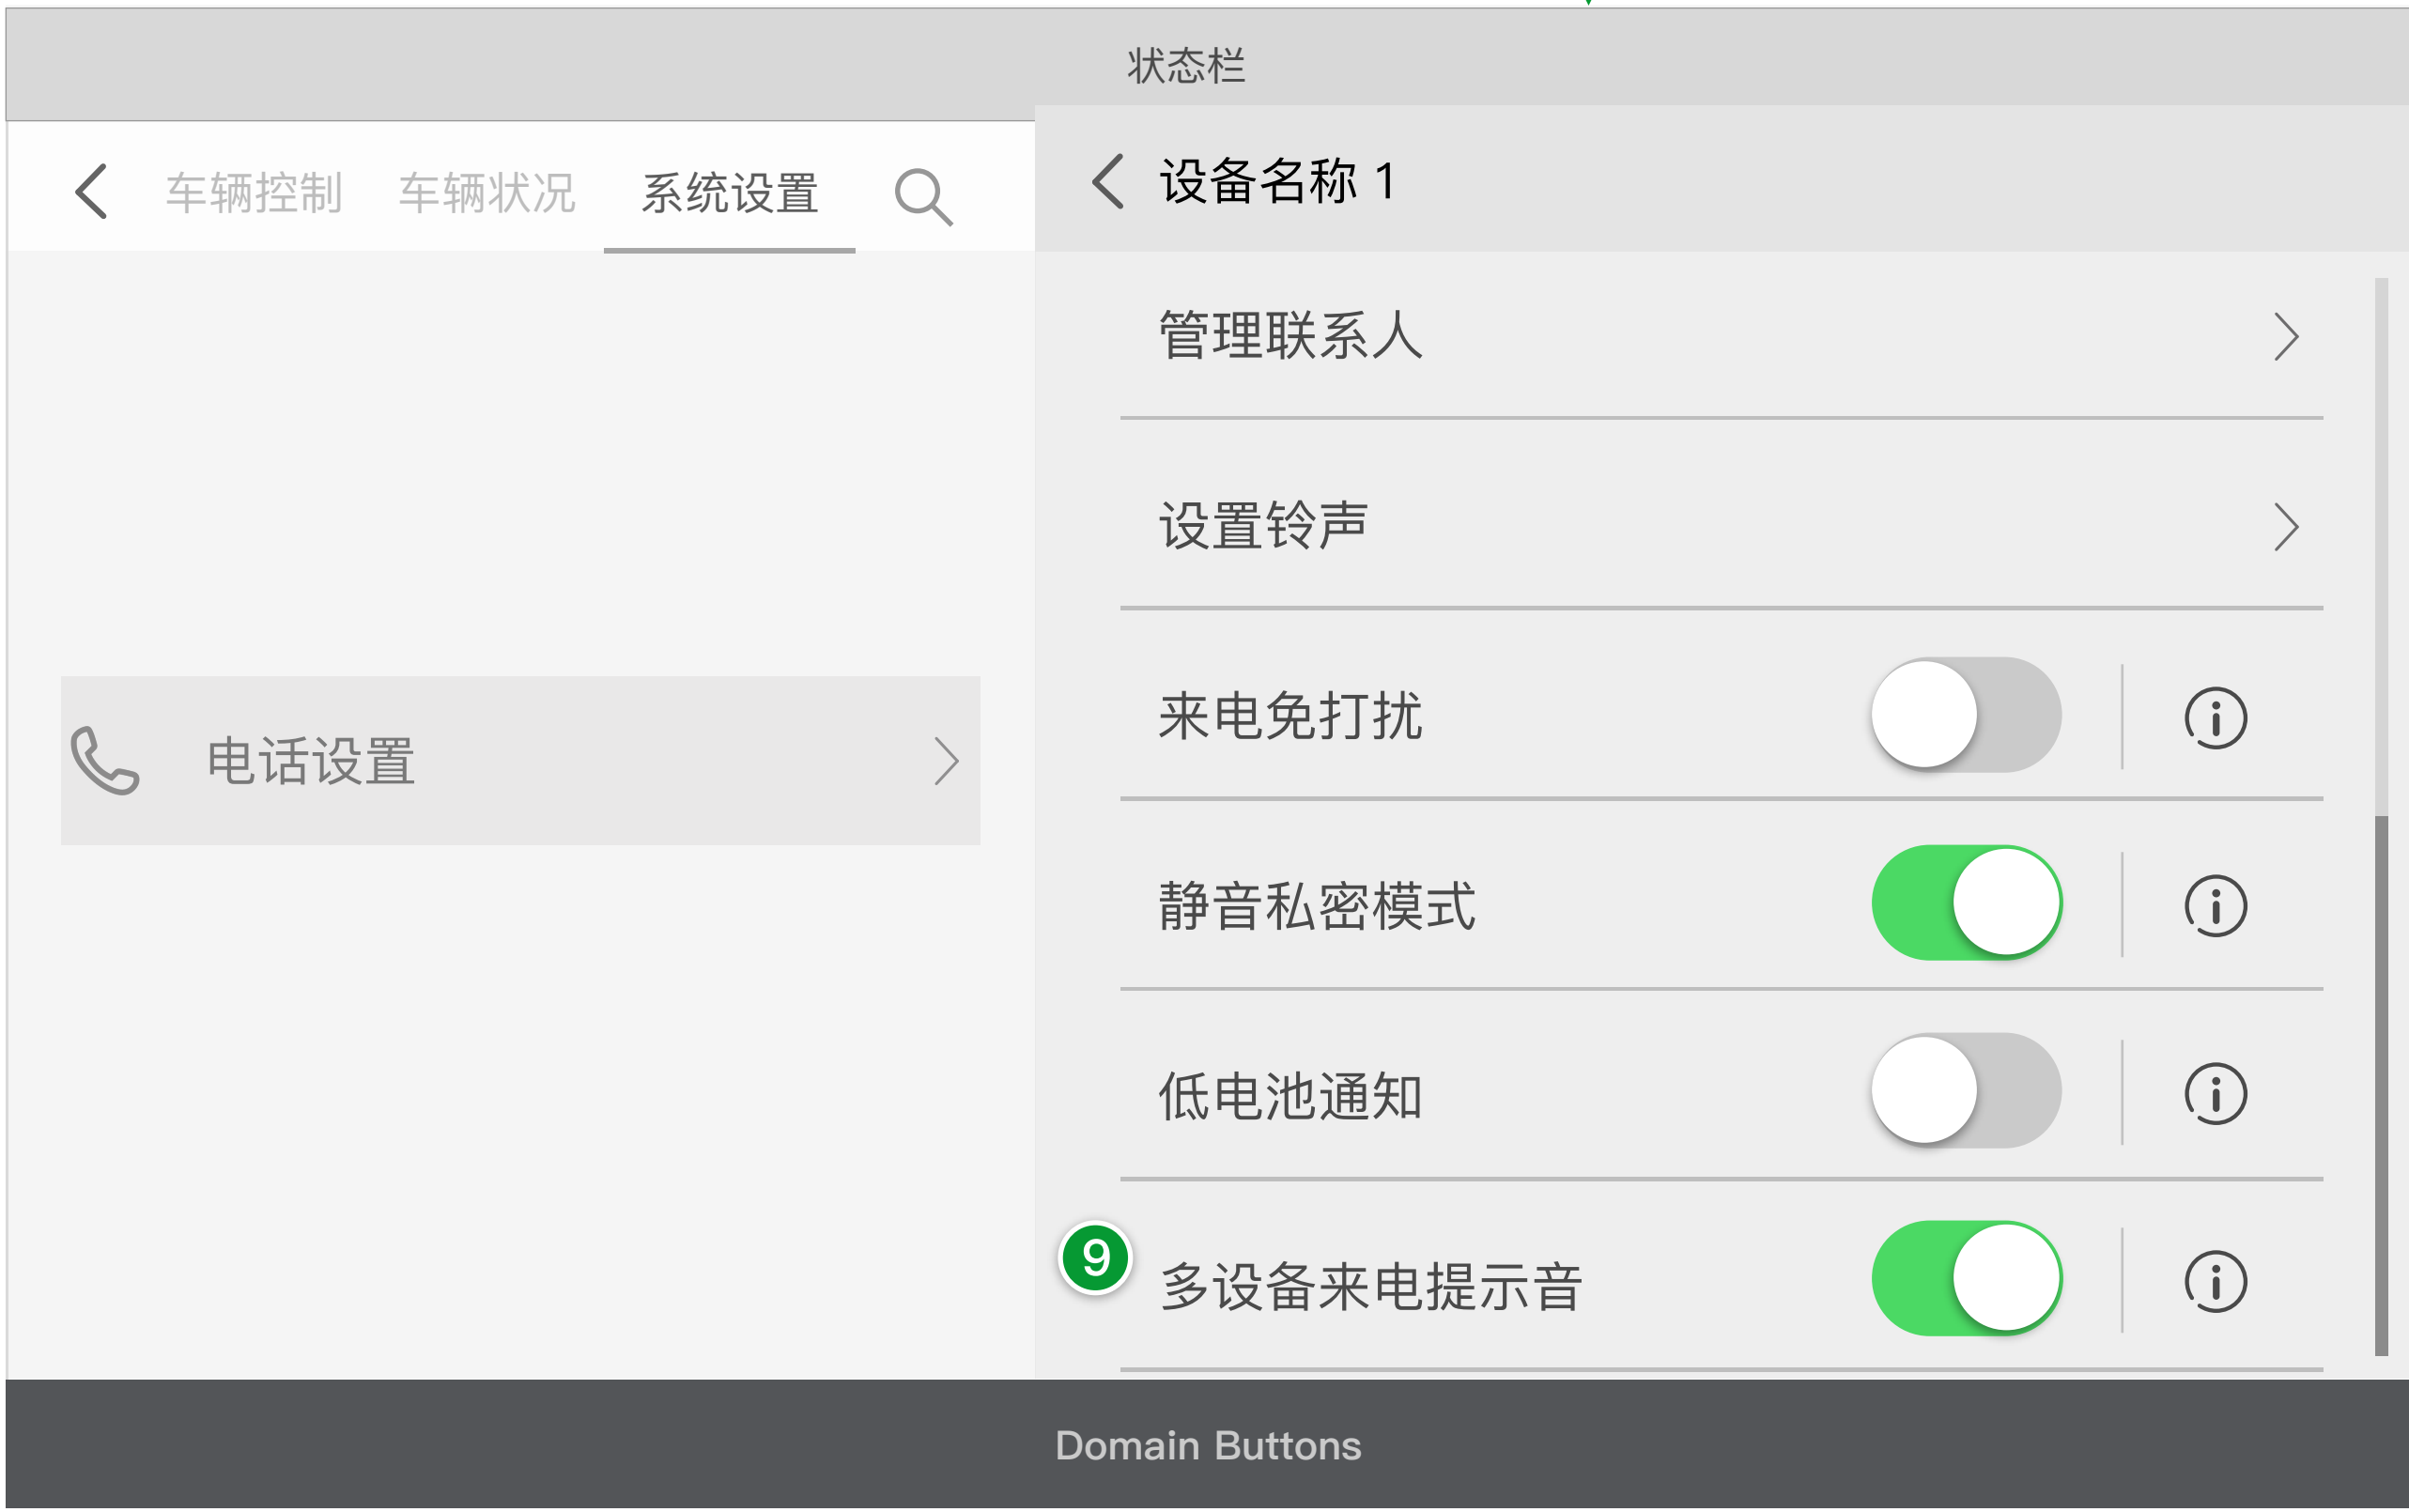 状态栏
车辆控制 车辆状况 系统设置
设备名称 1
管理联系人
设置铃声
来电免打扰
电话设置
静音私密模式
低电池通知
9 多设备来电提示音
Domain Buttons